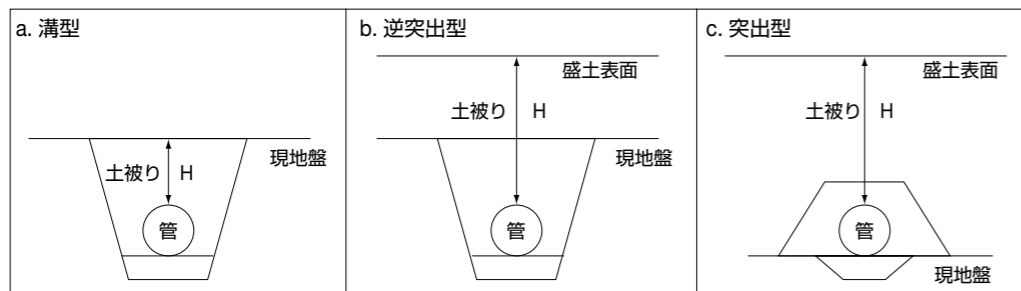 a. 溝型
土被り H
現地盤
管
b. 逆突出型
盛土表面
土被り H
現地盤
管
c. 突出型
盛土表面
土被り H
管
現地盤